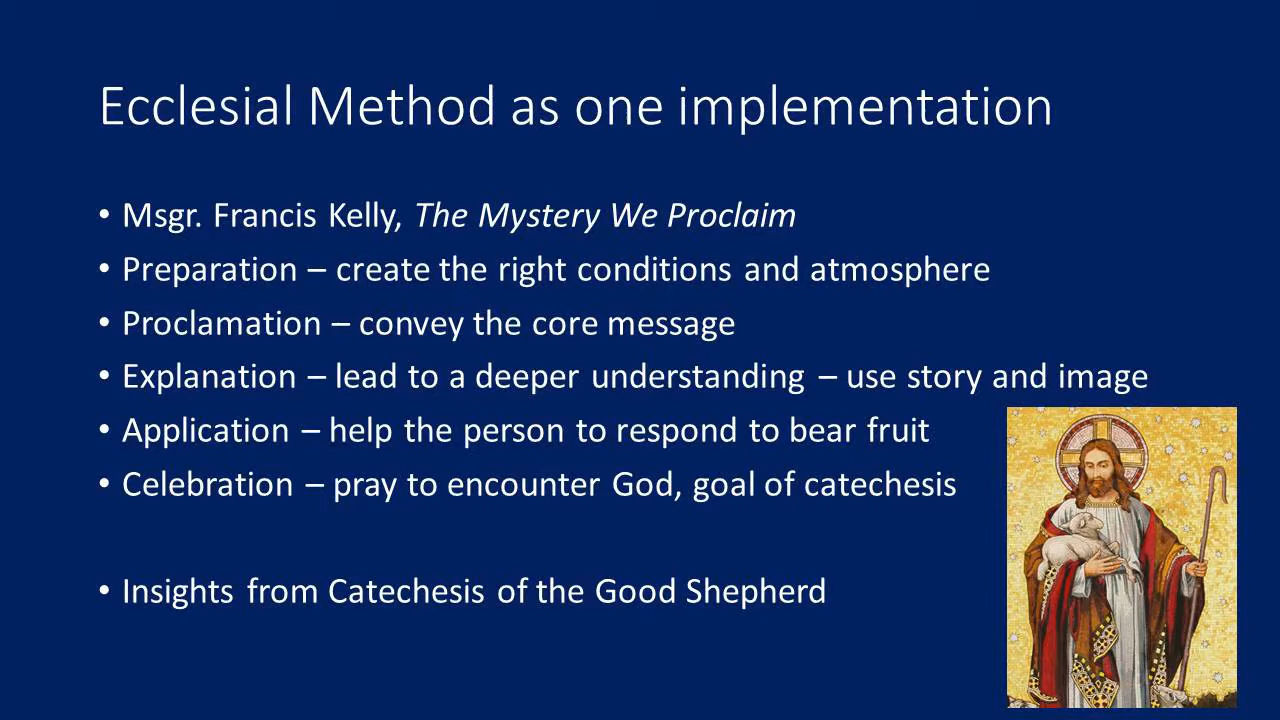 Ecclesial Method as one implementation
• Msgr. Francis Kelly, The Mystery We Proclaim
• Preparation – create the right conditions and atmosphere
• Proclamation – convey the core message
• Explanation – lead to a deeper understanding – use story and image
• Application – help the person to respond to bear fruit
• Celebration – pray to encounter God, goal of catechesis
• Insights from Catechesis of the Good Shepherd